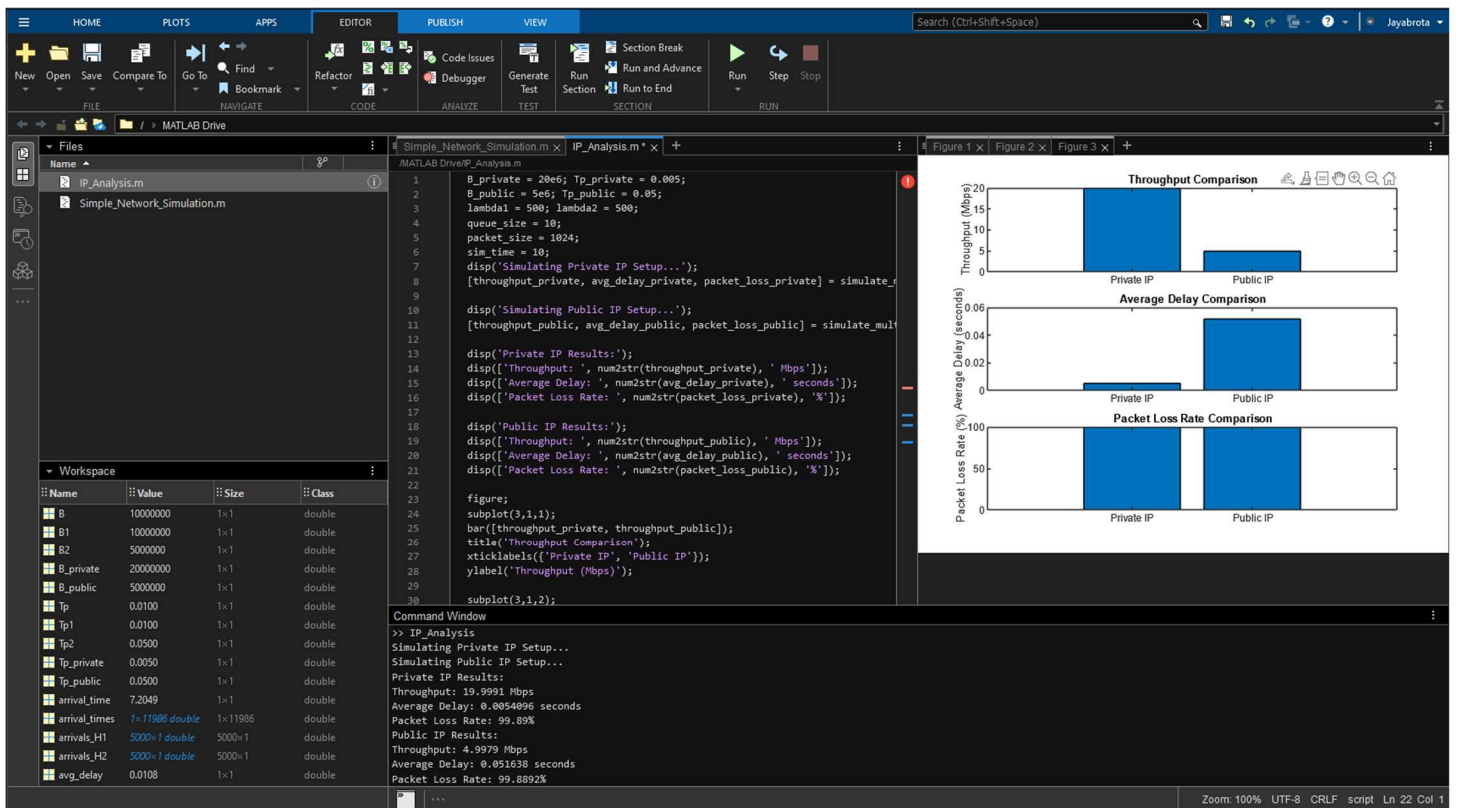 HOME PLOTS APPS EDITOR PUBLISH VIEW Search (Ctrl+Shift+Space) Jayabrota
New Open Save Compare To Go To Find Bookmark Refactor Code Issues Debugger Generate Test Run Section Section Break Run and Advance Run to End Run Step Stop
FILE NAVIGATE CODE ANALYZE TEST SECTION RUN
/ MATLAB Drive
Files
Name
IP_Analysis.m
Simple_Network_Simulation.m
Workspace
Name Value Size Class
B 10000000 1×1 double
B1 10000000 1×1 double
B2 5000000 1×1 double
B_private 20000000 1×1 double
B_public 5000000 1×1 double
Tp 0.0100 1×1 double
Tp1 0.0100 1×1 double
Tp2 0.0500 1×1 double
Tp_private 0.0050 1×1 double
Tp_public 0.0500 1×1 double
arrival_time 7.2049 1×1 double
arrival_times 1×11986 double 1×11986 double
arrivals_H1 5000×1 double 5000×1 double
arrivals_H2 5000×1 double 5000×1 double
avg_delay 0.0108 1×1 double
Simple_Network_Simulation.m IP_Analysis.m *
/MATLAB Drive/IP_Analysis.m
1 B_private = 20e6; Tp_private = 0.005;
2 B_public = 5e6; Tp_public = 0.05;
3 lambda1 = 500; lambda2 = 500;
4 queue_size = 10;
5 packet_size = 1024;
6 sim_time = 10;
7 disp('Simulating Private IP Setup...');
8 [throughput_private, avg_delay_private, packet_loss_private] = simulate_
9
10 disp('Simulating Public IP Setup...');
11 [throughput_public, avg_delay_public, packet_loss_public] = simulate_mul
12
13 disp('Private IP Results:');
14 disp(['Throughput: ', num2str(throughput_private), ' Mbps']);
15 disp(['Average Delay: ', num2str(avg_delay_private), ' seconds']);
16 disp(['Packet Loss Rate: ', num2str(packet_loss_private), '%']);
17
18 disp('Public IP Results:');
19 disp(['Throughput: ', num2str(throughput_public), ' Mbps']);
20 disp(['Average Delay: ', num2str(avg_delay_public), ' seconds']);
21 disp(['Packet Loss Rate: ', num2str(packet_loss_public), '%']);
22
23 figure;
24 subplot(3,1,1);
25 bar([throughput_private, throughput_public]);
26 title('Throughput Comparison');
27 xticklabels({'Private IP', 'Public IP'});
28 ylabel('Throughput (Mbps)');
29
30 subplot(3,1,2);
Command Window
>> IP_Analysis
Simulating Private IP Setup...
Simulating Public IP Setup...
Private IP Results:
Throughput: 19.9991 Mbps
Average Delay: 0.0054096 seconds
Packet Loss Rate: 99.89%
Public IP Results:
Throughput: 4.9979 Mbps
Average Delay: 0.051638 seconds
Packet Loss Rate: 99.8892%
Figure 1 Figure 2 Figure 3
Throughput Comparison
Throughput (Mbps)
20
15
10
5
0
Private IP Public IP
Average Delay Comparison
Average Delay (seconds)
0.06
0.04
0.02
0
Private IP Public IP
Packet Loss Rate Comparison
Packet Loss Rate (%)
100
50
0
Private IP Public IP
Zoom: 100% UTF-8 CRLF script Ln 22 Col 1